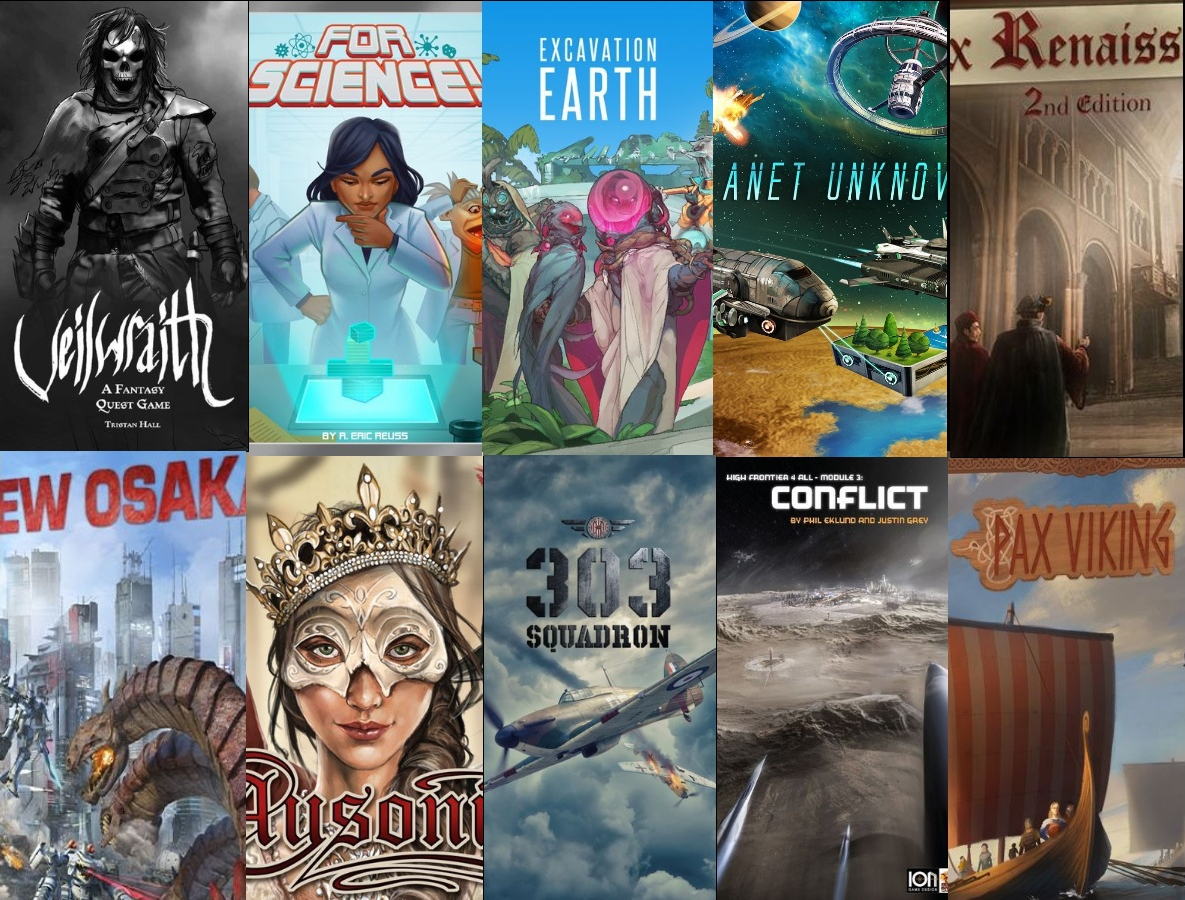 Veilwraith
A Fantasy
Quest Game
Tristan Hall
FOR
SCIENCE!
BY R. ERIC REUSS
EXCAVATION
EARTH
ANET UNKNOW
x Renaiss
2nd Edition
EW OSAKA
Ausoni
303
SQUADRON
HIGH FRONTIER 4 ALL - MODULE 3:
CONFLICT
BY PHIL EKLUND AND JUSTIN GREY
ION
GAME DESIGN
PAX VIKING